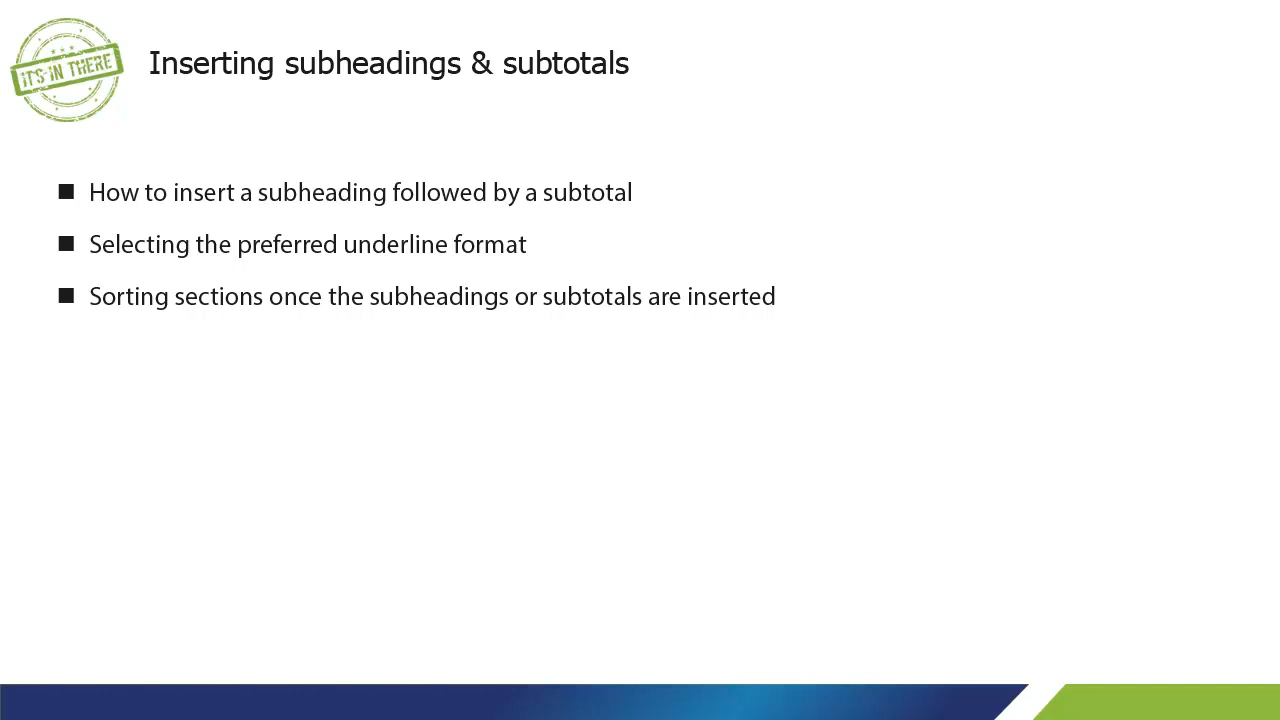 IT'S IN THERE
Inserting subheadings & subtotals
How to insert a subheading followed by a subtotal
Selecting the preferred underline format
Sorting sections once the subheadings or subtotals are inserted